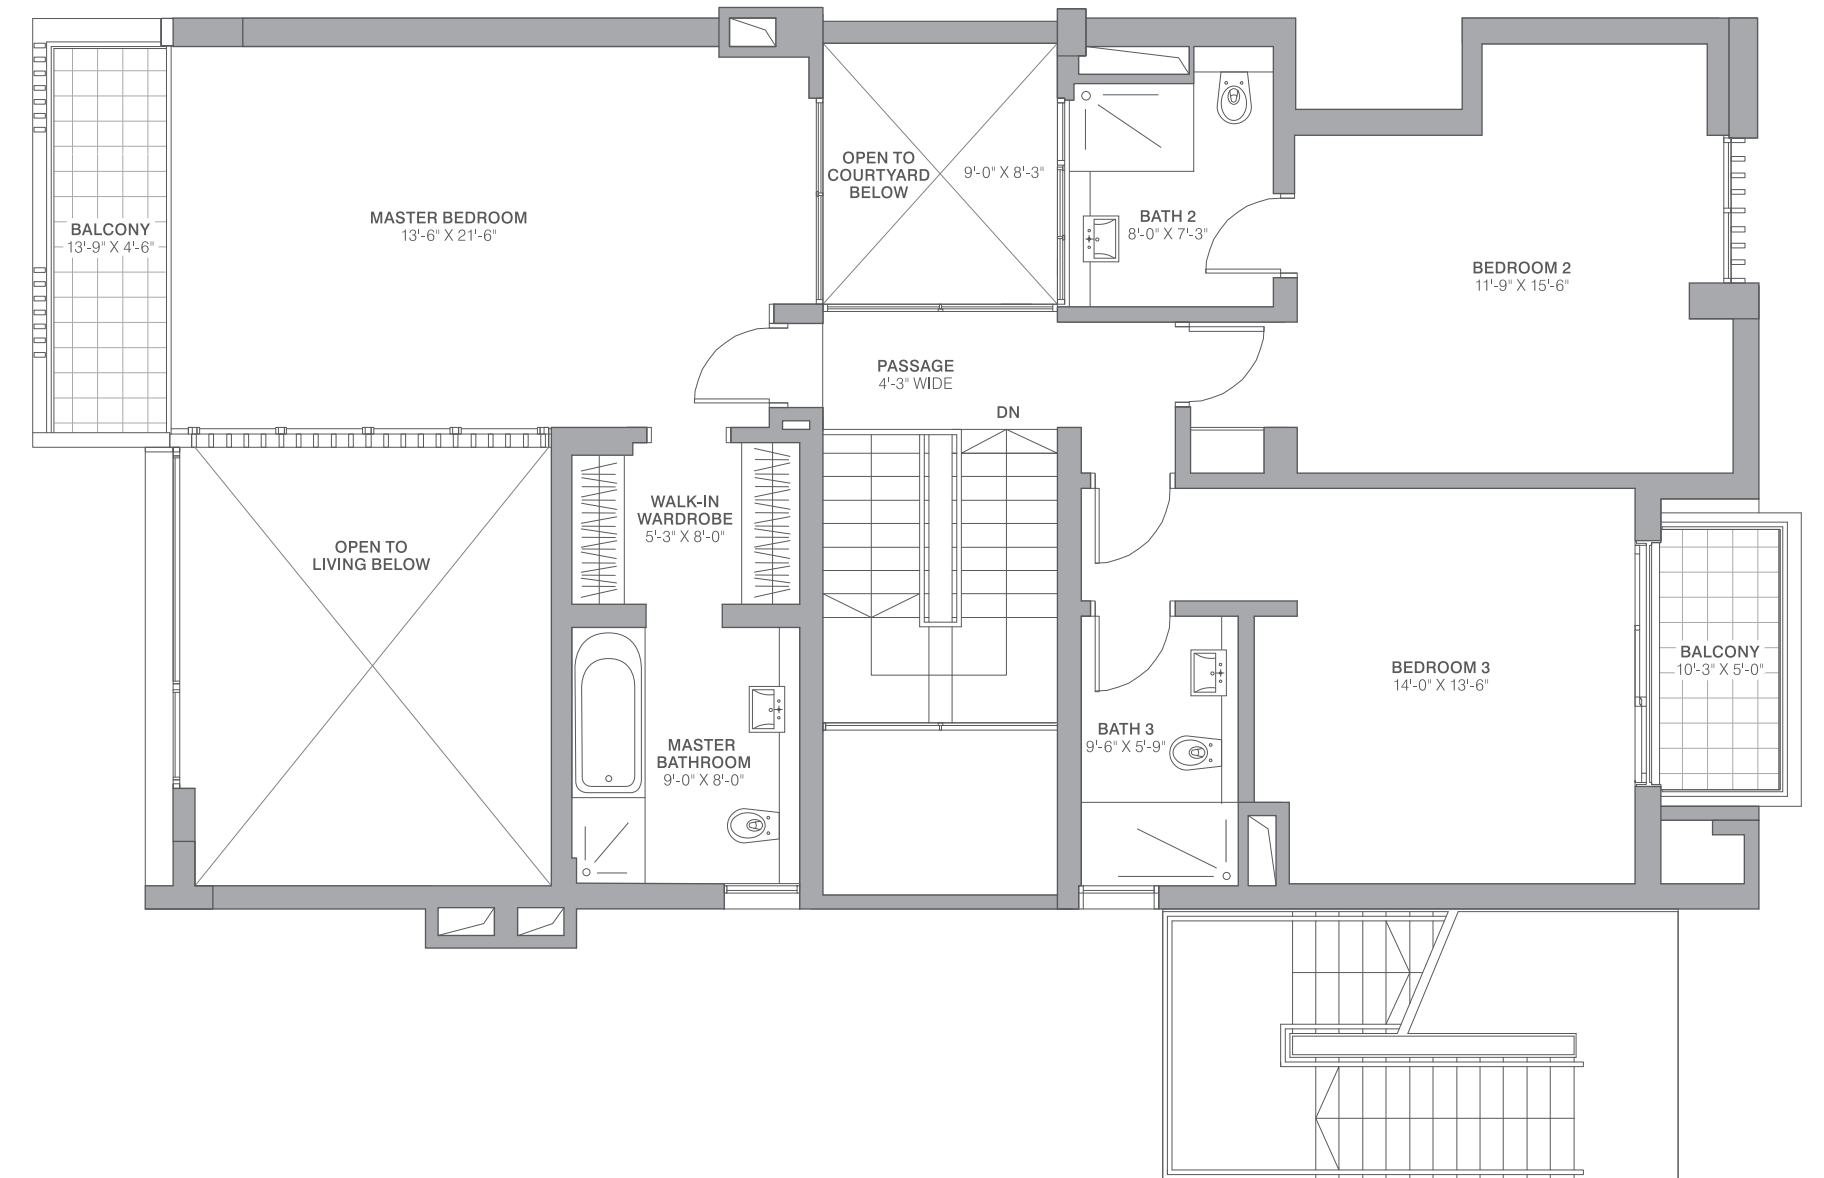 OPEN TO
COURTYARD
BELOW
9'-0" X 8'-3"
MASTER BEDROOM
13'-6" X 21'-6"
BALCONY
13'-9" X 4'-6"
BATH 2
8'-0" X 7'-3"
BEDROOM 2
11'-9" X 15'-6"
PASSAGE
4'-3" WIDE
DN
WALK-IN
WARDROBE
5'-3" X 8'-0"
OPEN TO
LIVING BELOW
BEDROOM 3
14'-0" X 13'-6"
BALCONY
10'-3" X 5'-0"
MASTER
BATHROOM
9'-0" X 8'-0"
BATH 3
9'-6" X 5'-9"